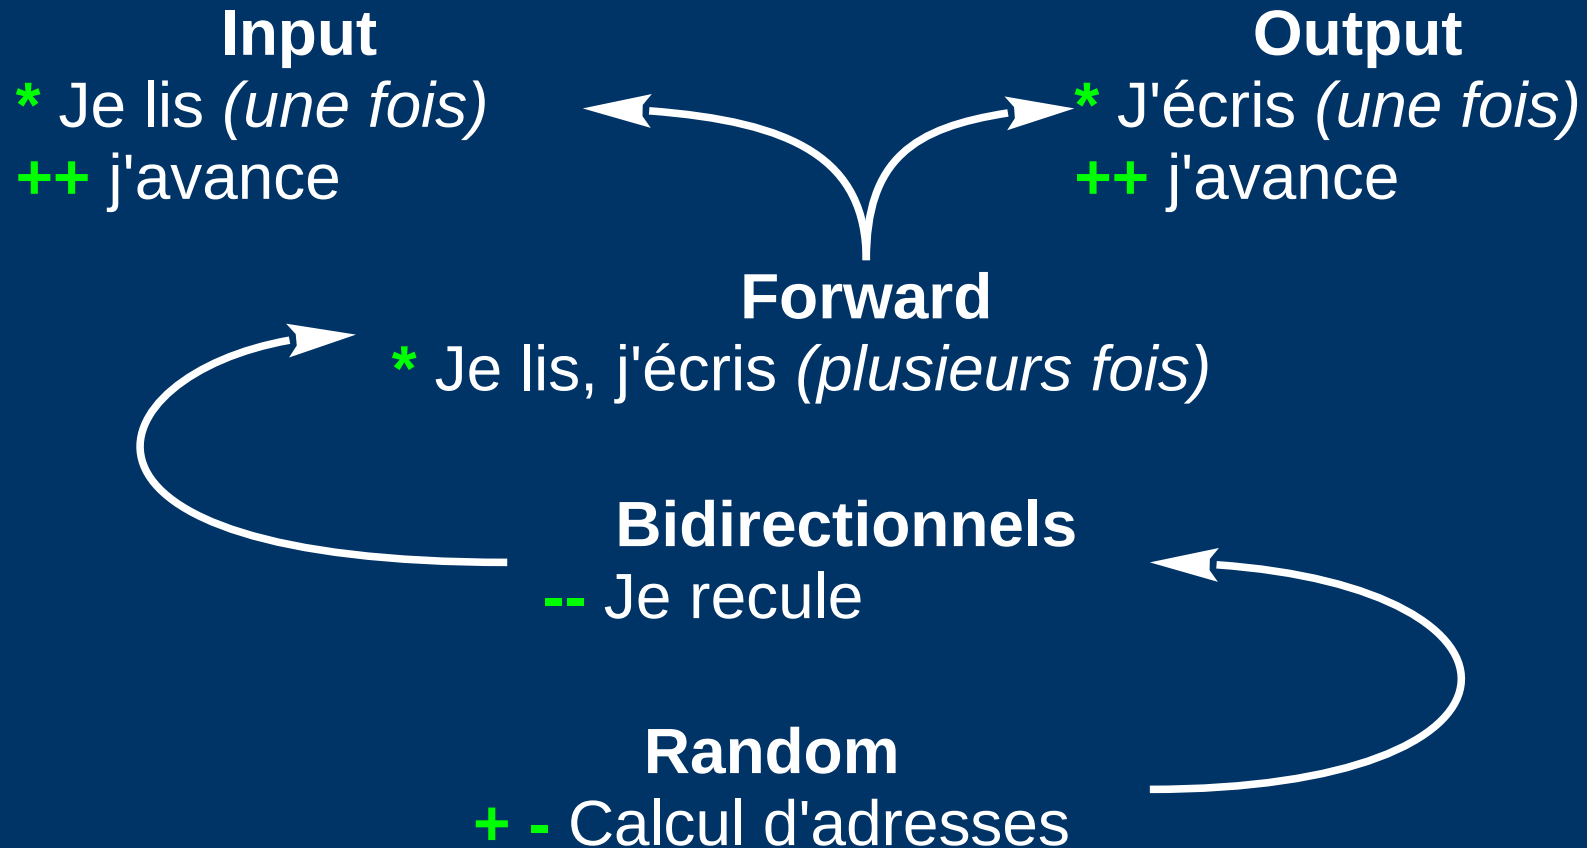 Input
* Je lis (une fois)
++ j'avance
Output
* J'écris (une fois)
++ j'avance
Forward
* Je lis, j'écris (plusieurs fois)
Bidirectionnels
-- Je recule
Random
+ - Calcul d'adresses